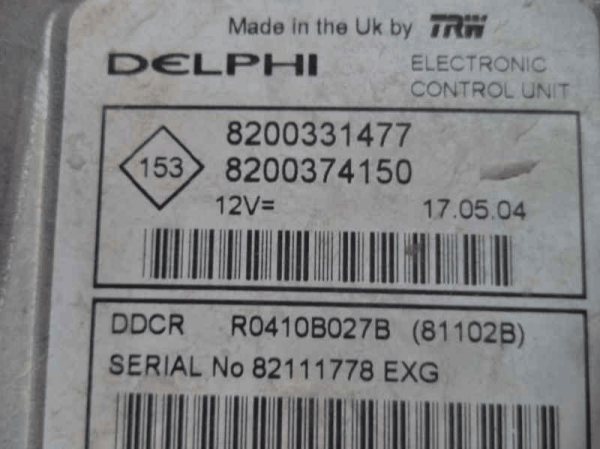 Made in the Uk by TRW
DELPHI ELECTRONIC
CONTROL UNIT
8200331477
153 8200374150
12V= 17.05.04
DDCR R0410B027B (81102B)
SERIAL No 82111778 EXG